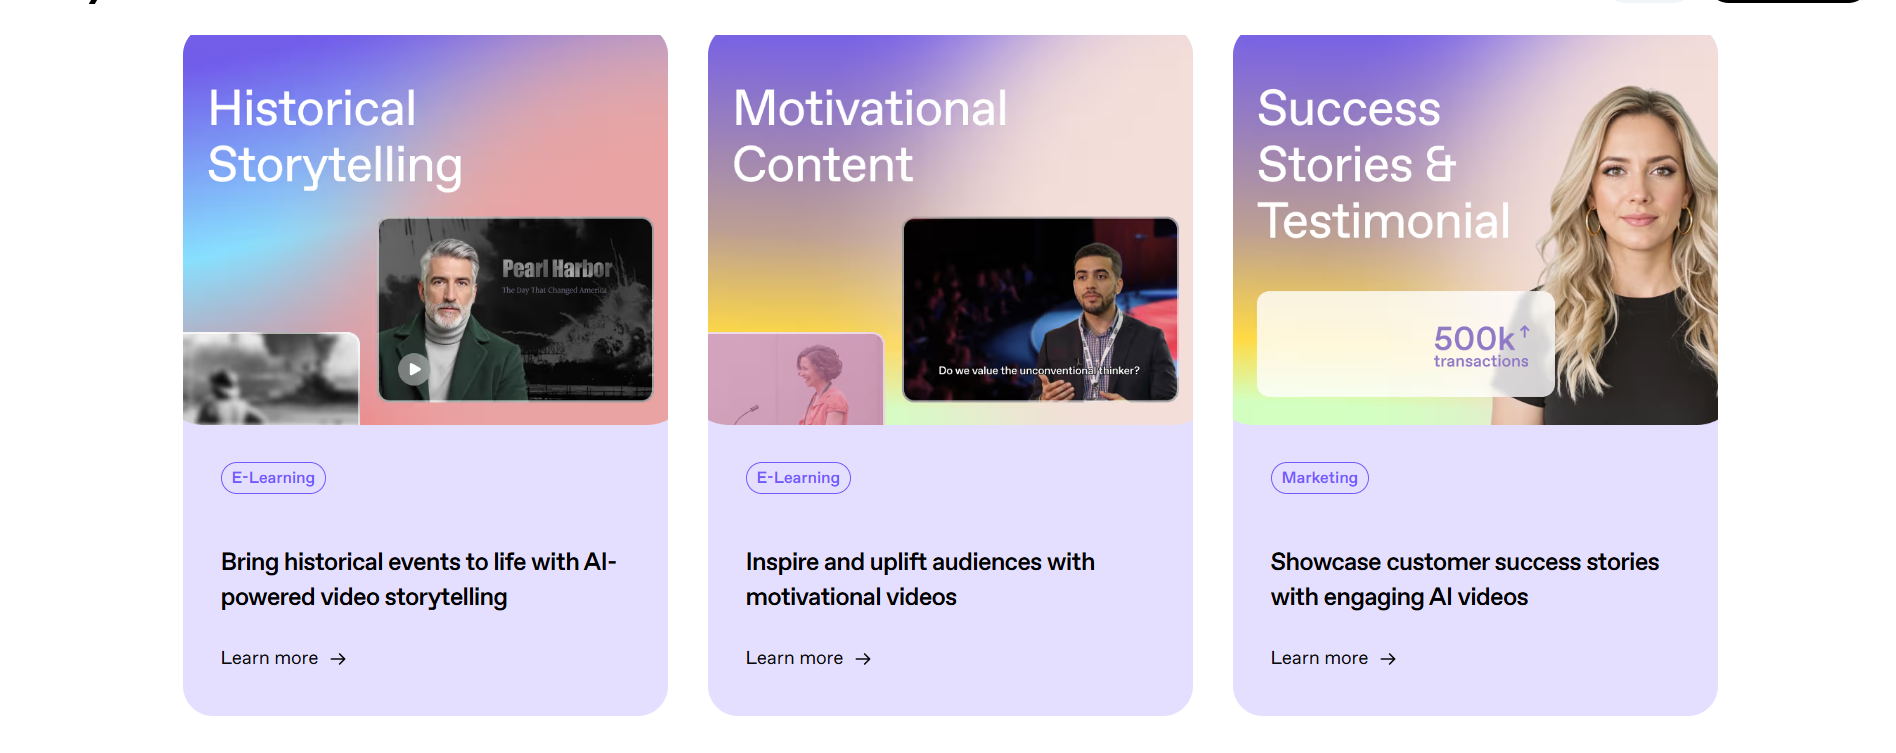 Historical
Storytelling
Pearl Harbor
The Day That Changed America
E-Learning
Bring historical events to life with AI-
powered video storytelling
Learn more →
Motivational
Content
Do we value the unconventional thinker?
E-Learning
Inspire and uplift audiences with
motivational videos
Learn more →
Success
Stories &
Testimonial
500k↑
transactions
Marketing
Showcase customer success stories
with engaging AI videos
Learn more →